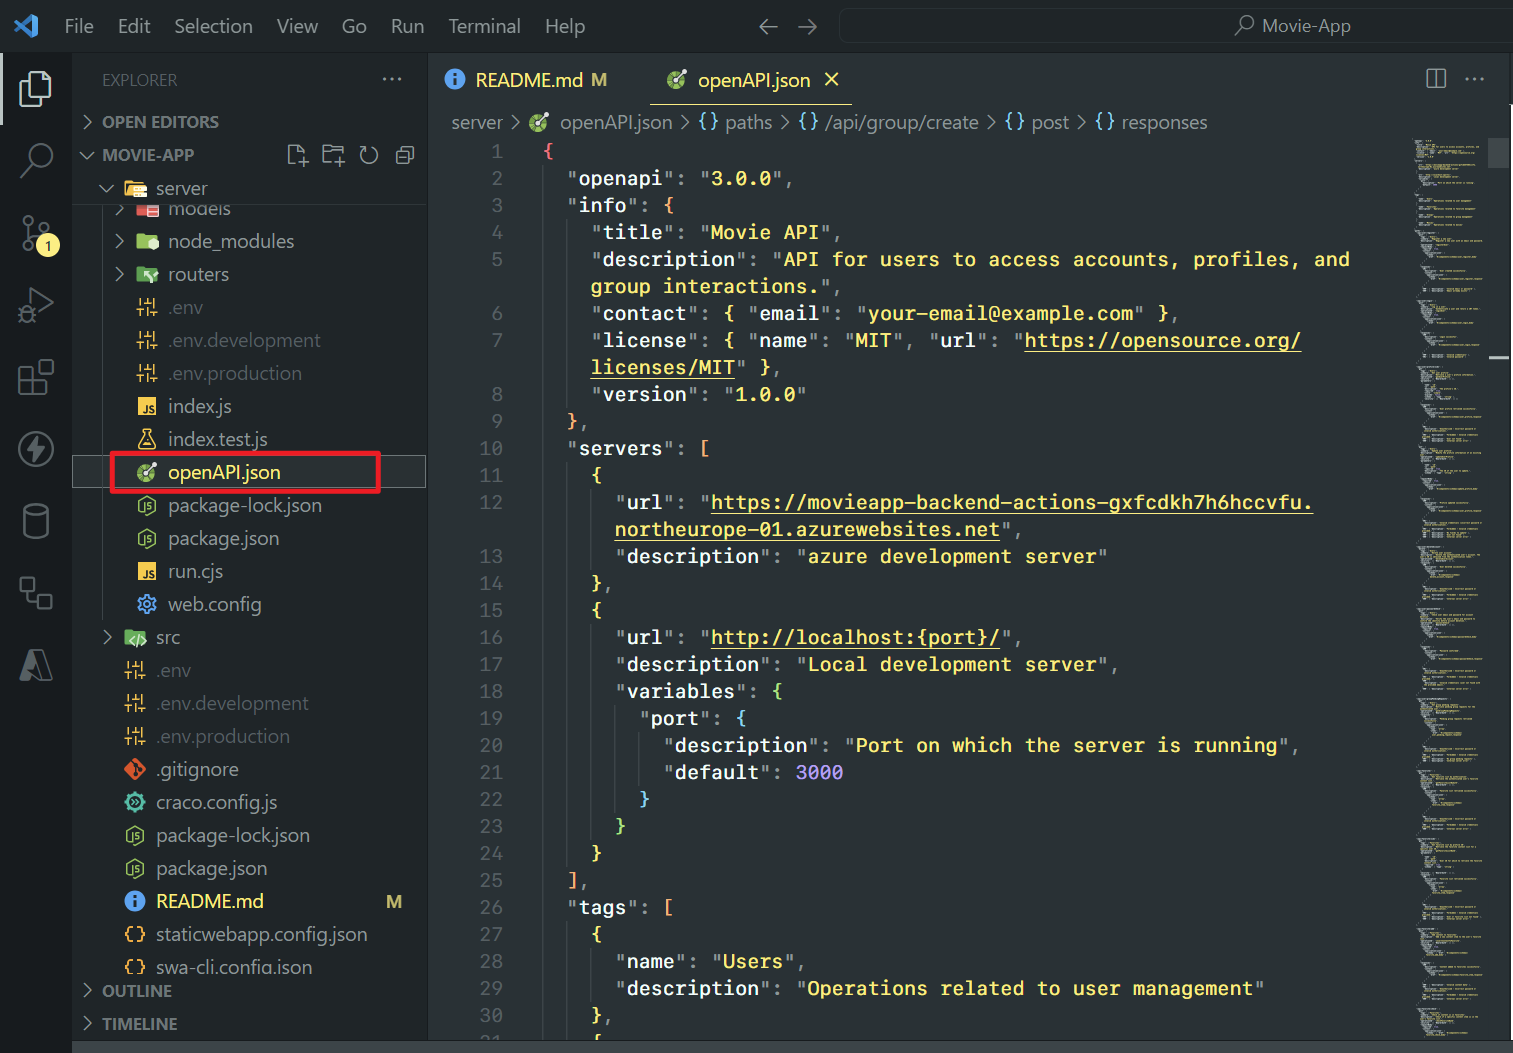 File Edit Selection View Go Run Terminal Help
Movie-App
EXPLORER
OPEN EDITORS
MOVIE-APP
server
models
node_modules
routers
.env
.env.development
.env.production
index.js
index.test.js
openAPI.json
package-lock.json
package.json
run.cjs
web.config
src
.env
.env.development
.env.production
.gitignore
craco.config.js
package-lock.json
package.json
README.md M
staticwebapp.config.json
swa-cli.config.json
OUTLINE
TIMELINE
1
README.md M
openAPI.json
server > openAPI.json > {} paths > {} /api/group/create > {} post > {} responses
1 {
2 "openapi": "3.0.0",
3 "info": {
4 "title": "Movie API",
5 "description": "API for users to access accounts, profiles, and
group interactions.",
6 "contact": { "email": "your-email@example.com" },
7 "license": { "name": "MIT", "url": "https://opensource.org/
licenses/MIT" },
8 "version": "1.0.0"
9 },
10 "servers": [
11 {
12 "url": "https://movieapp-backend-actions-gxfcdkh7h6hccvfu.
northeurope-01.azurewebsites.net",
13 "description": "azure development server"
14 },
15 {
16 "url": "http://localhost:{port}/",
17 "description": "Local development server",
18 "variables": {
19 "port": {
20 "description": "Port on which the server is running",
21 "default": 3000
22 }
23 }
24 }
25 ],
26 "tags": [
27 {
28 "name": "Users",
29 "description": "Operations related to user management"
30 },
31 {